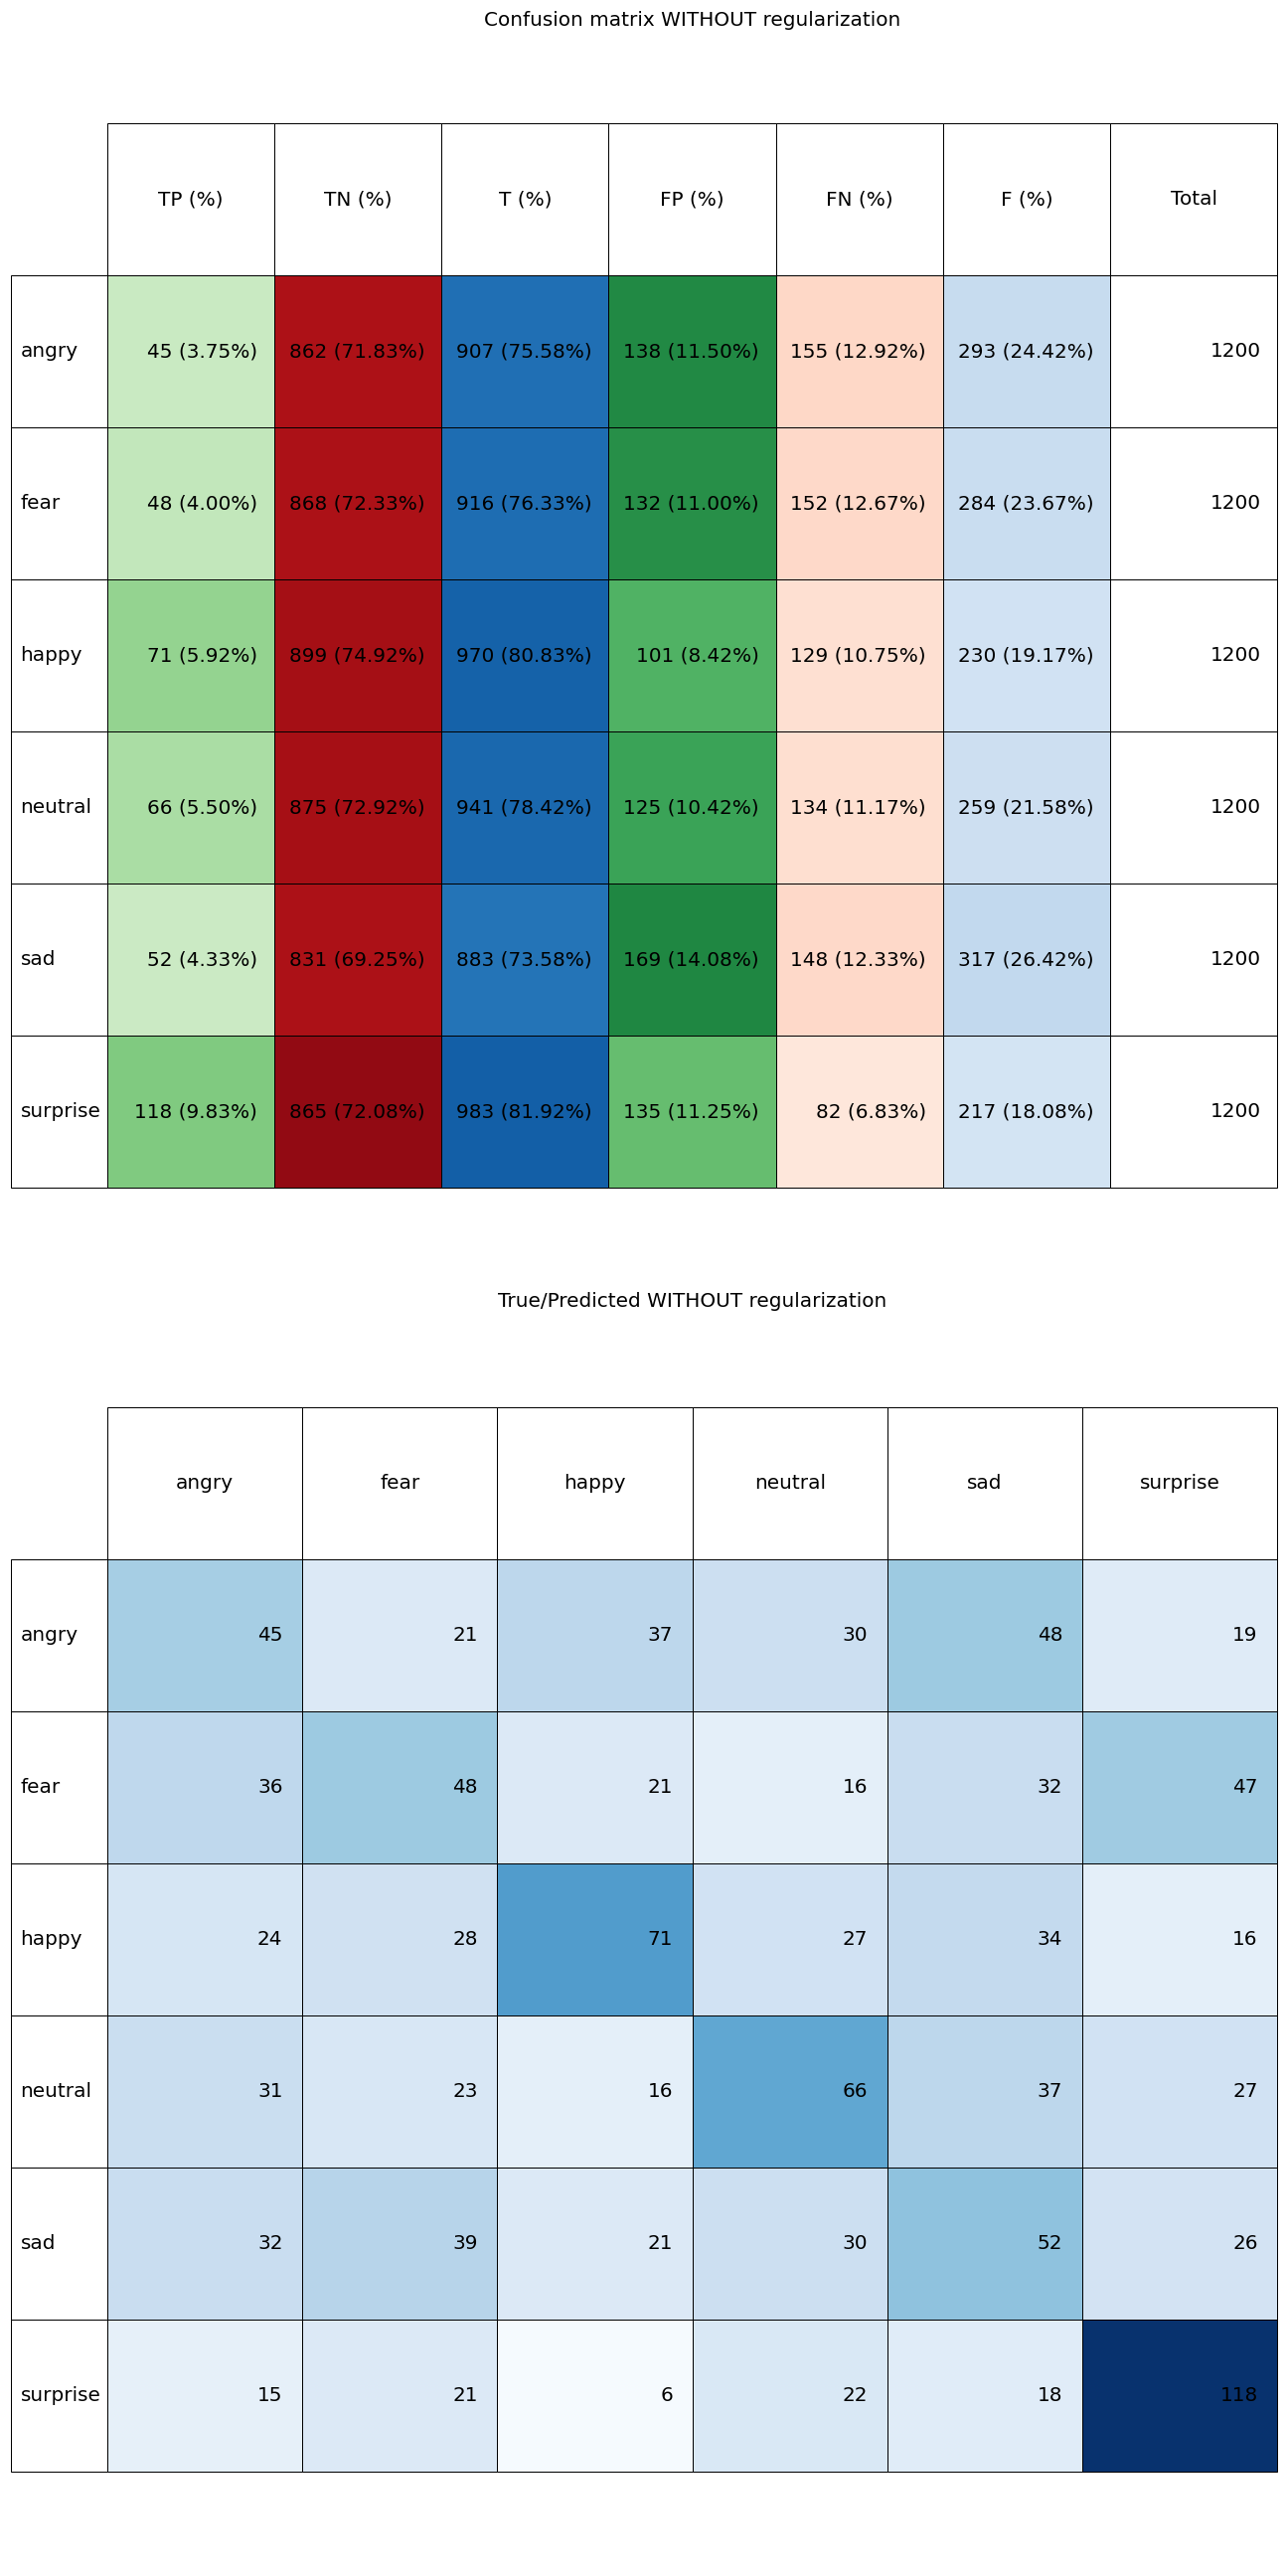 Confusion matrix WITHOUT regularization
TP (%) TN (%) T (%) FP (%) FN (%) F (%) Total
angry 45 (3.75%) 862 (71.83%) 907 (75.58%) 138 (11.50%) 155 (12.92%) 293 (24.42%) 1200
fear 48 (4.00%) 868 (72.33%) 916 (76.33%) 132 (11.00%) 152 (12.67%) 284 (23.67%) 1200
happy 71 (5.92%) 899 (74.92%) 970 (80.83%) 101 (8.42%) 129 (10.75%) 230 (19.17%) 1200
neutral 66 (5.50%) 875 (72.92%) 941 (78.42%) 125 (10.42%) 134 (11.17%) 259 (21.58%) 1200
sad 52 (4.33%) 831 (69.25%) 883 (73.58%) 169 (14.08%) 148 (12.33%) 317 (26.42%) 1200
surprise 118 (9.83%) 865 (72.08%) 983 (81.92%) 135 (11.25%) 82 (6.83%) 217 (18.08%) 1200
True/Predicted WITHOUT regularization
angry fear happy neutral sad surprise
angry 45 21 37 30 48 19
fear 36 48 21 16 32 47
happy 24 28 71 27 34 16
neutral 31 23 16 66 37 27
sad 32 39 21 30 52 26
surprise 15 21 6 22 18 118